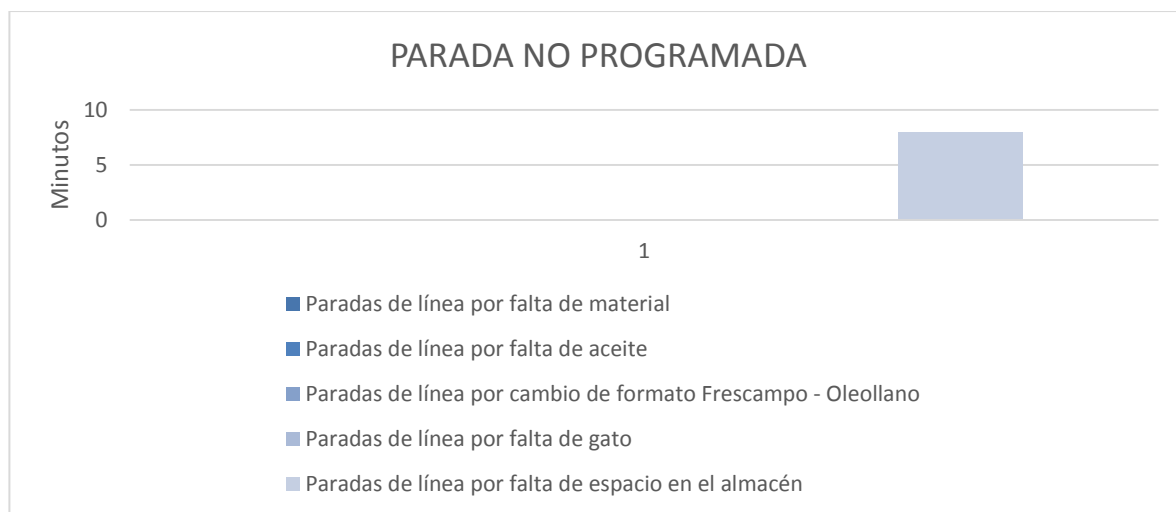 PARADA NO PROGRAMADA
Minutos
10
5
0
1
Paradas de línea por falta de material
Paradas de línea por falta de aceite
Paradas de línea por cambio de formato Frescampo - Oleollano
Paradas de línea por falta de gato
Paradas de línea por falta de espacio en el almacén